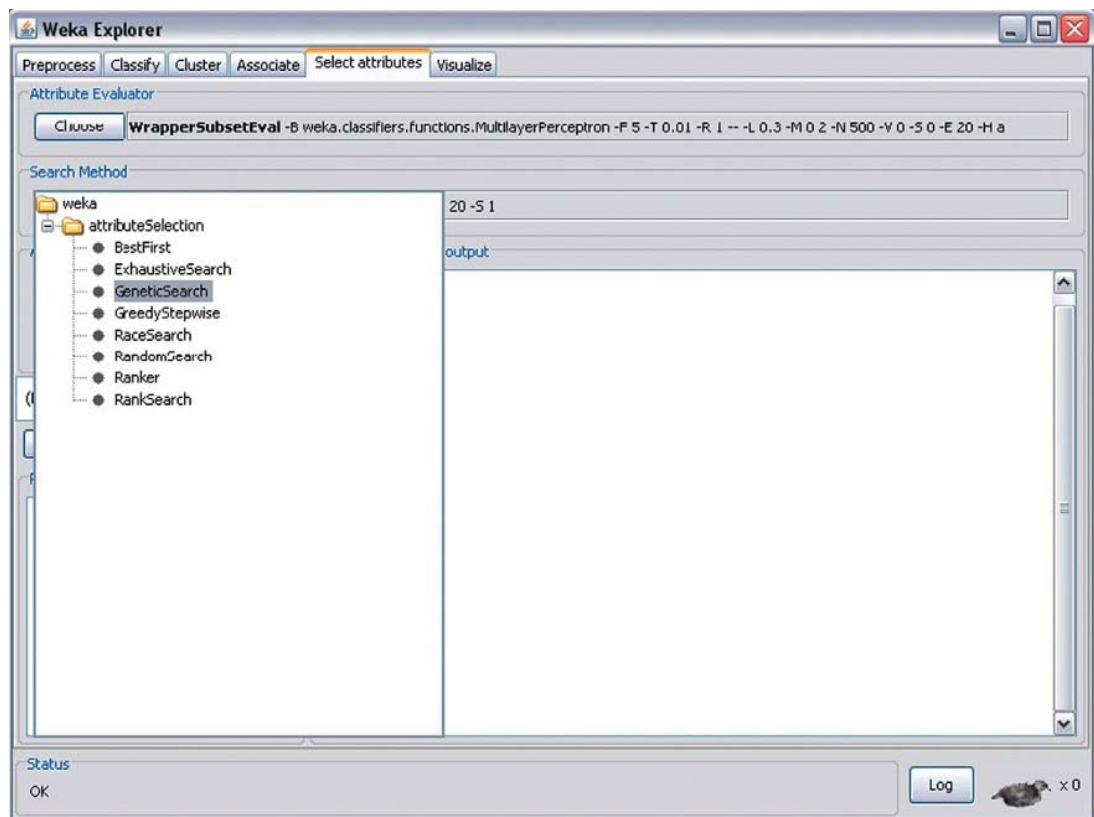 Weka Explorer
Preprocess Classify Cluster Associate Select attributes Visualize
Attribute Evaluator
Choose WrapperSubsetEval -B weka.classifiers.functions.MultilayerPerceptron -F 5 -T 0.01 -R 1 -- -L 0.3 -M 0 2 -N 500 -V 0 -S 0 -E 20 -H a
Search Method
weka
20 -S 1
attributeSelection
BestFirst
output
ExhaustiveSearch
GeneticSearch
GreedyStepwise
RaceSearch
RandomSearch
Ranker
RankSearch
Status
OK
Log
x 0